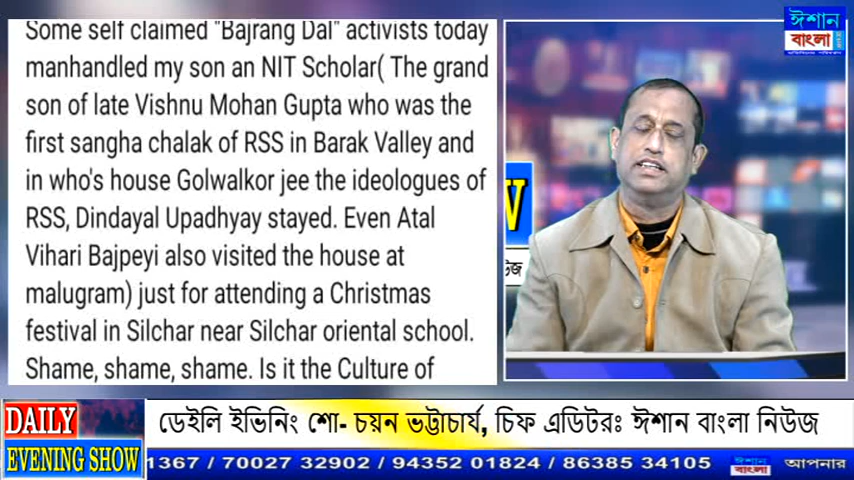 Some self claimed "Bajrang Dal" activists today
manhandled my son an NIT Scholar( The grand
son of late Vishnu Mohan Gupta who was the
first sangha chalak of RSS in Barak Valley and
in who's house Golwalkor jee the ideologues of
RSS, Dindayal Upadhyay stayed. Even Atal
Vihari Bajpeyi also visited the house at
malugram) just for attending a Christmas
festival in Silchar near Silchar oriental school.
Shame, shame, shame. Is it the Culture of
ঈশান
বাংলা
W
উজ
DAILY
EVENING SHOW
ডেইলি ইভিনিং শো- চয়ন ভট্টাচার্য, চিফ এডিটরঃ ঈশান বাংলা নিউজ
1367 / 70027 32902 / 94352 01824 / 86385 34105
ঈশান
বাংলা
আপনার